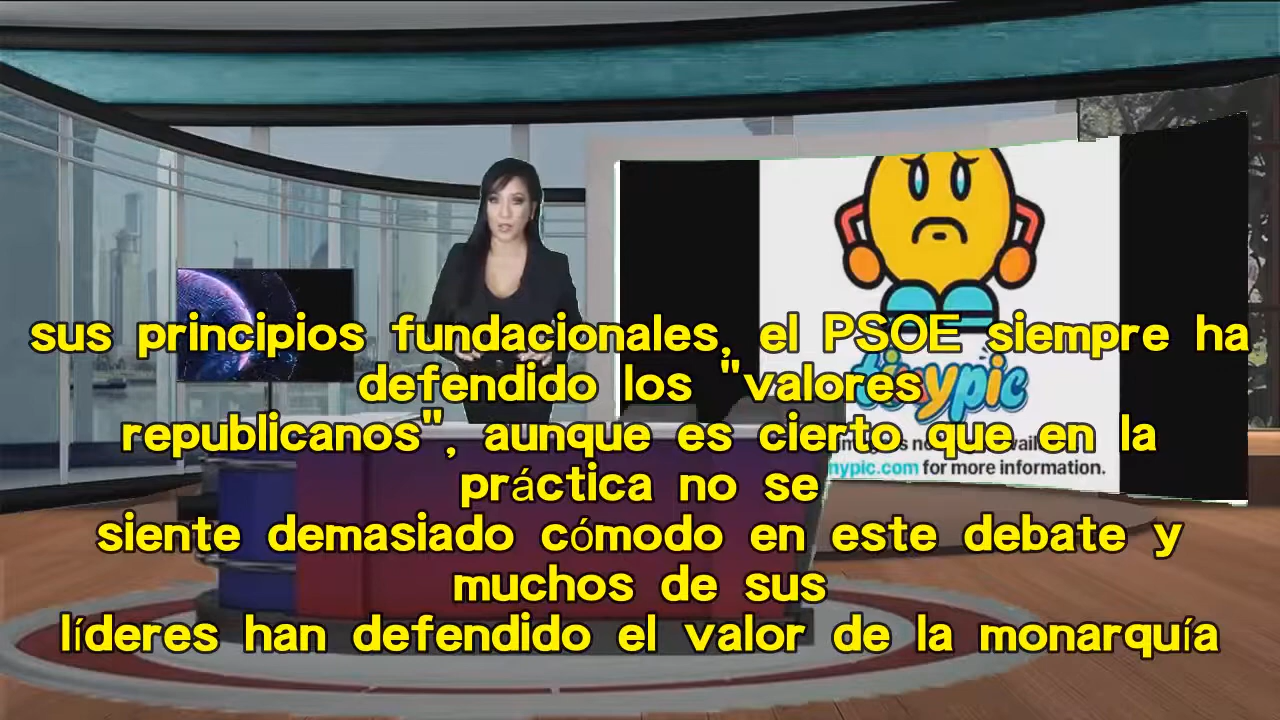 sus principios fundacionales, el PSOE siempre ha
defendido los "valores
republicanos", aunque es cierto que en la
práctica no se
siente demasiado cómodo en este debate y
muchos de sus
líderes han defendido el valor de la monarquía
tinypic
nypic.com for more information.